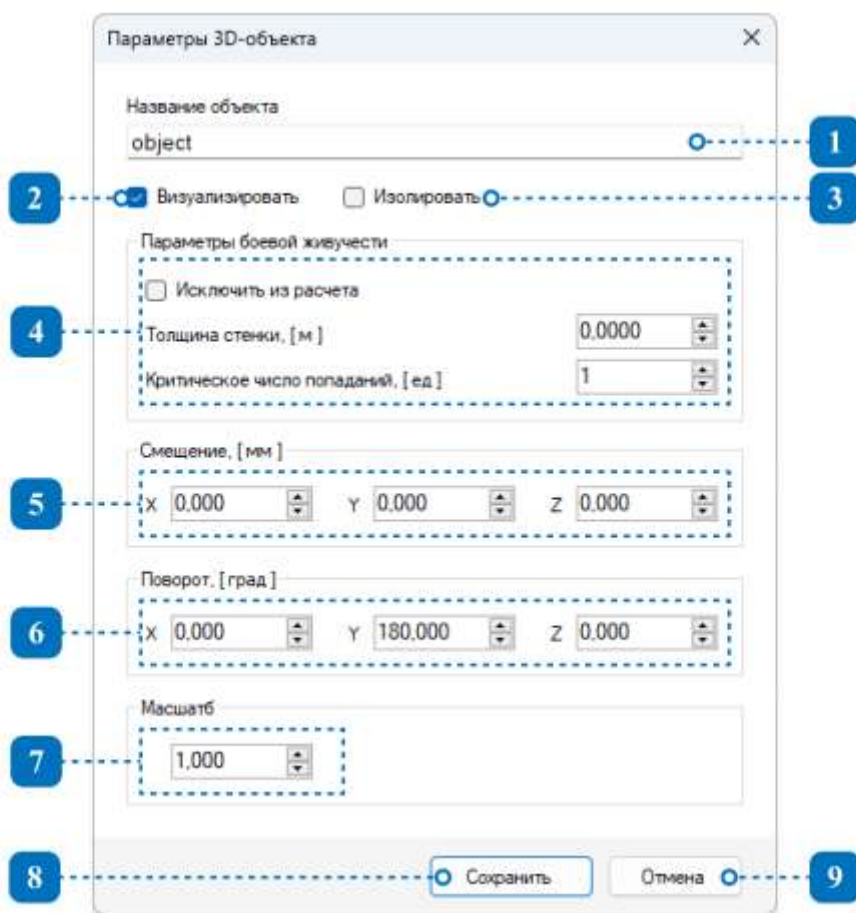 Параметры 3D-объекта
Название объекта
object
1
2 Визуализировать Изолировать 3
Параметры боевой живучести
Исключить из расчета
4
Толщина стенки, [ м ] 0,0000
Критическое число попаданий, [ ед ] 1
Смещение, [ мм ]
5 X 0,000 Y 0,000 Z 0,000
Поворот, [ град ]
6 X 0,000 Y 180,000 Z 0,000
Масшатб
7 1,000
8 Сохранить Отмена 9